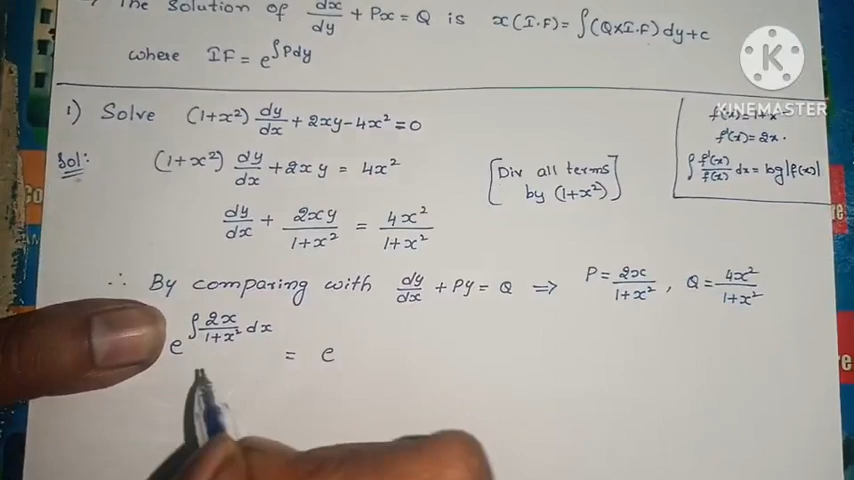 The solution of dx/dy + Px = Q is x(I.F) = ∫(Q×I.F)dy+c
where IF = e^∫Pdy
K
KINEMASTER
1) Solve (1+x²) dy/dx + 2xy - 4x² = 0
f(x) = 1+x²
f'(x) = 2x.
∫ f'(x)/f(x) dx = log|f(x)|
Sol: (1+x²) dy/dx + 2xy = 4x²
[Div all terms
by (1+x²)]
dy/dx + 2xy/1+x² = 4x²/1+x²
∴ By comparing with dy/dx + Py = Q ⇒ P = 2x/1+x² , Q = 4x²/1+x²
e^∫ 2x/1+x² dx = e